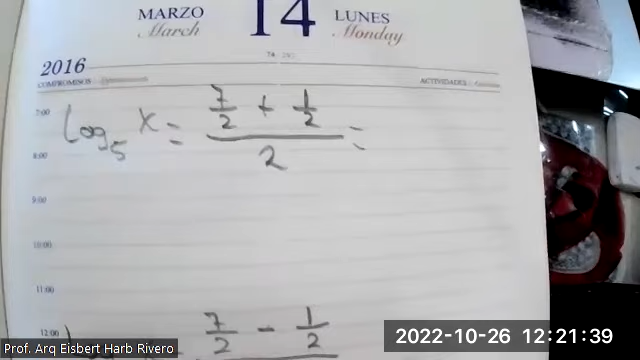 MARZO 14 LUNES
March Monday
2016
COMPROMISOS ACTIVIDADES
7:00
log₅ x = (7/2 + 1/2)/2 =
8:00
9:00
10:00
11:00
12:00
7/2 - 1/2
Prof. Arq Eisbert Harb Rivero
2022-10-26 12:21:39